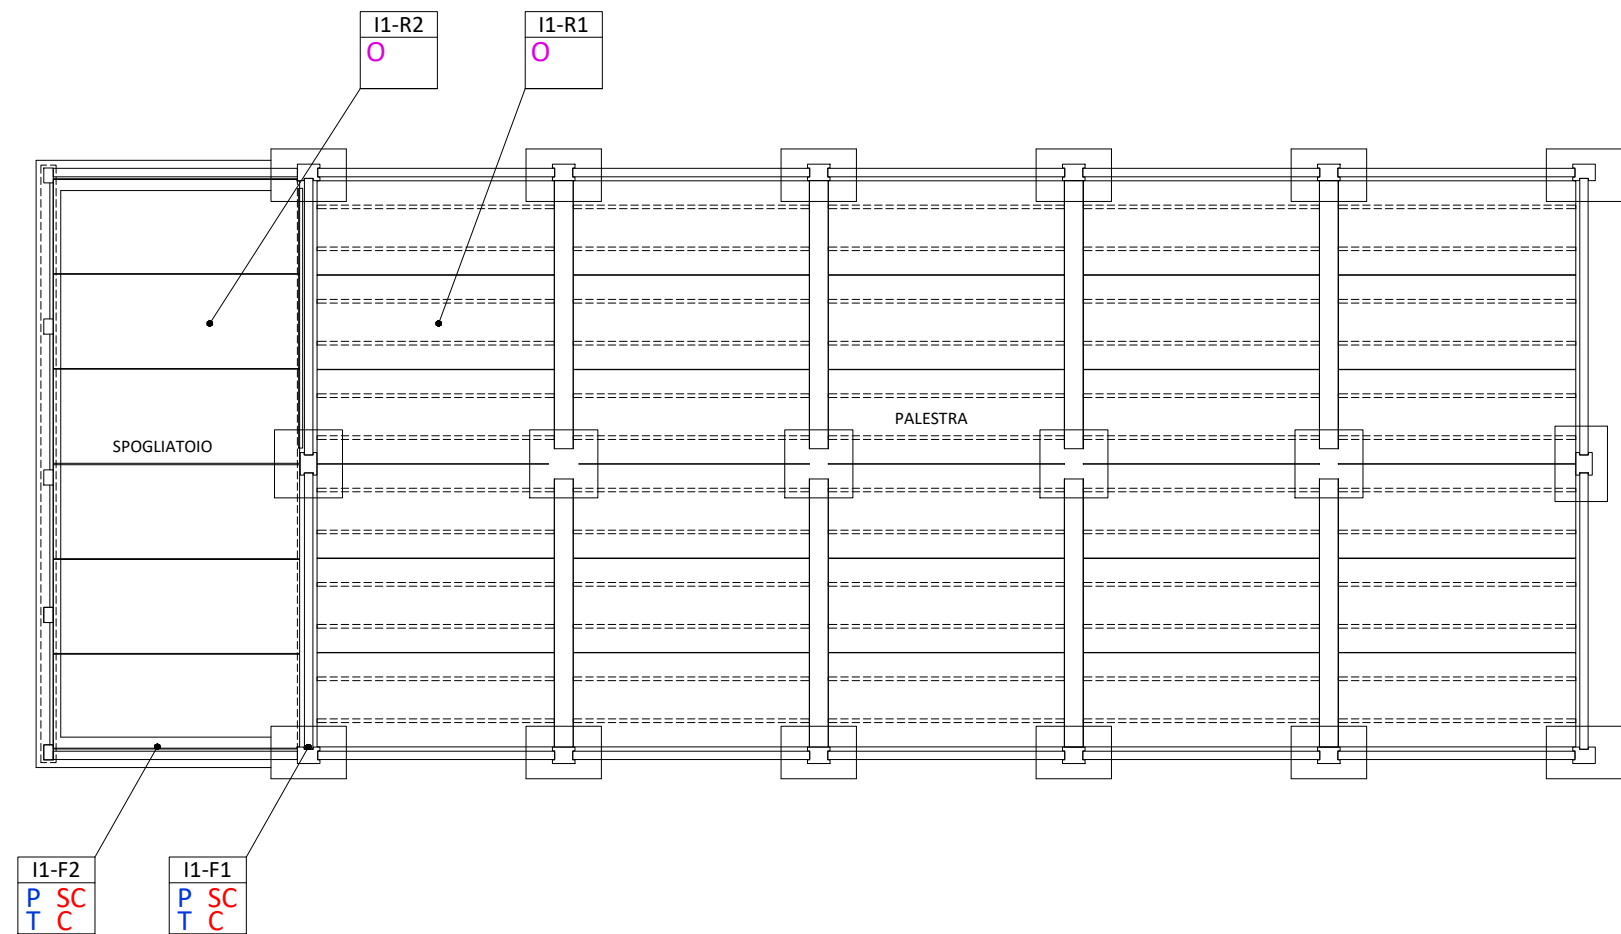 I1-R2
O
I1-R1
O
PALESTRA
SPOGLIATOIO
I1-F2
P SC
T C
I1-F1
P SC
T C